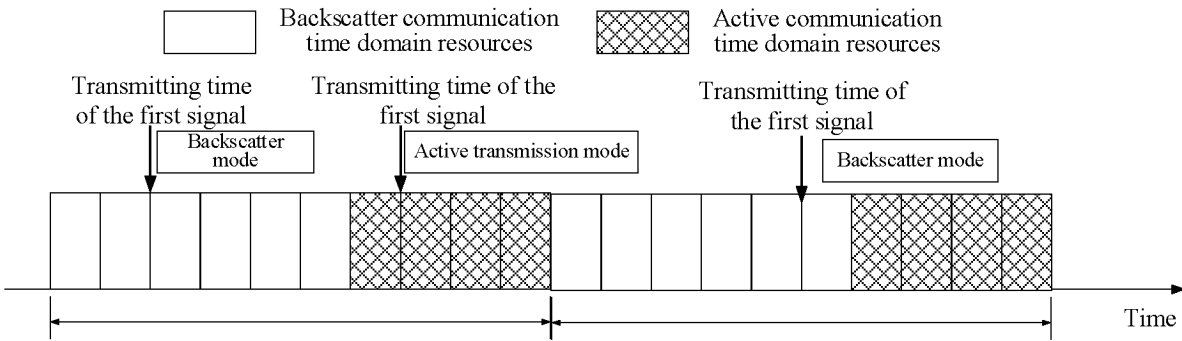 Backscatter communication
time domain resources
Active communication
time domain resources
Transmitting time
of the first signal
Transmitting time of the
first signal
Transmitting time of
the first signal
Backscatter
mode
Active transmission mode
Backscatter mode
Time